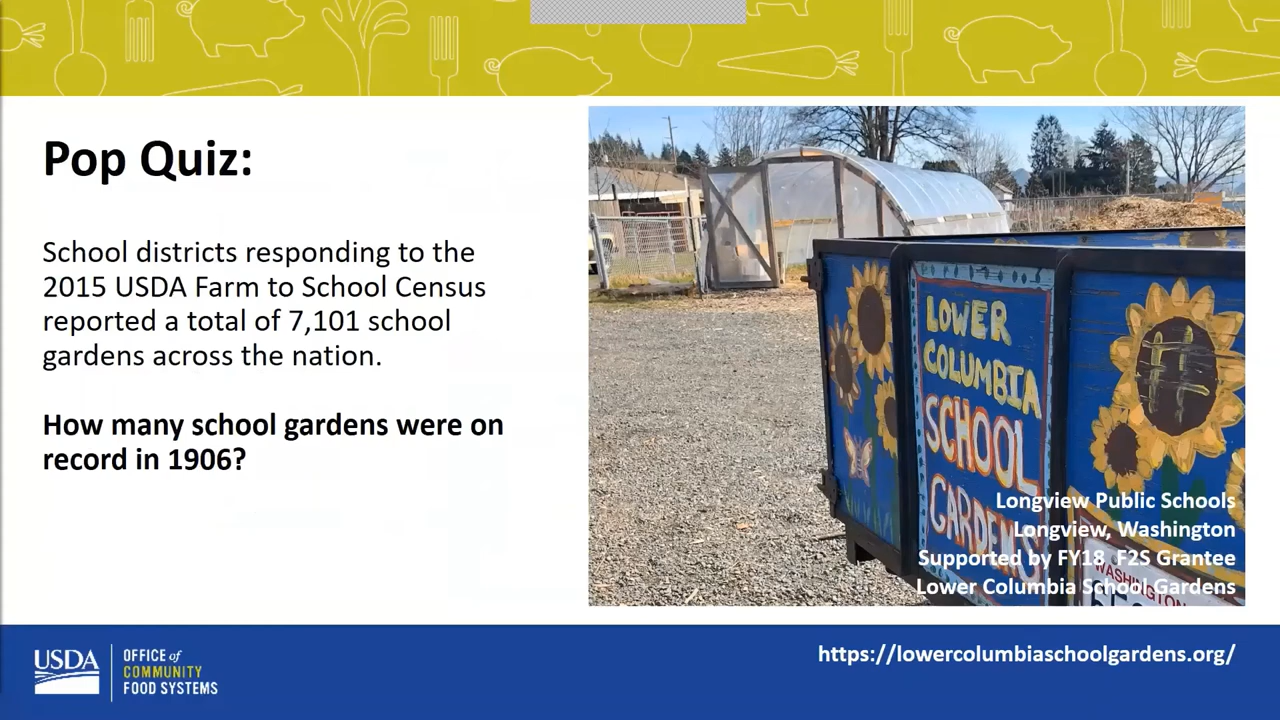 Pop Quiz:
School districts responding to the
2015 USDA Farm to School Census
reported a total of 7,101 school
gardens across the nation.
How many school gardens were on
record in 1906?
LOWER
COLUMBIA
SCHOOL
GARDENS
Longview Public Schools
Longview, Washington
Supported by FY18 F2S Grantee
Lower Columbia School Gardens
WASHINGTON
USDA
OFFICE of
COMMUNITY
FOOD SYSTEMS
https://lowercolumbiaschoolgardens.org/